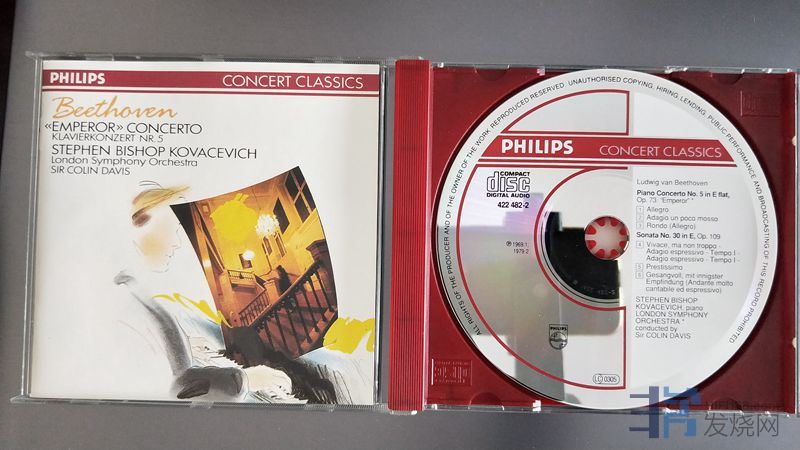 PHILIPS
CONCERT CLASSICS
Beethoven
«EMPEROR» CONCERTO
KLAVIERKONZERT NR. 5
STEPHEN BISHOP KOVACEVICH
London Symphony Orchestra
SIR COLIN DAVIS
ALL RIGHTS OF THE PRODUCER AND OF THE OWNER OF THE WORK REPRODUCED RESERVED. UNAUTHORISED COPYING, HIRING, LENDING, PUBLIC PERFORMANCE AND BROADCASTING OF THIS RECORD PROHIBITED
PHILIPS
CONCERT CLASSICS
COMPACT
disc
DIGITAL AUDIO
422 482-2
℗ 1969 1;
1979 2
Ludwig van Beethoven
Piano Concerto No. 5 in E flat,
Op. 73 "Emperor" *
1 Allegro
2 Adagio un poco mosso
3 Rondo (Allegro)
Sonata No. 30 in E, Op. 109
4 Vivace, ma non troppo -
Adagio espressivo - Tempo I -
Adagio espressivo - Tempo I -
5 Prestissimo
6 Gesangvoll, mit innigster
Empfindung (Andante molto
cantabile ed espressivo)
STEPHEN BISHOP
KOVACEVICH, piano
LONDON SYMPHONY
ORCHESTRA *
conducted by
Sir COLIN DAVIS
PHILIPS
LC 0305
发烧网